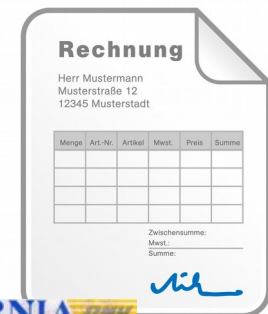 Rechnung
Herr Mustermann
Musterstraße 12
12345 Musterstadt
Menge Art.-Nr. Artikel Mwst. Preis Summe
Zwischensumme:
Mwst.:
Summe: